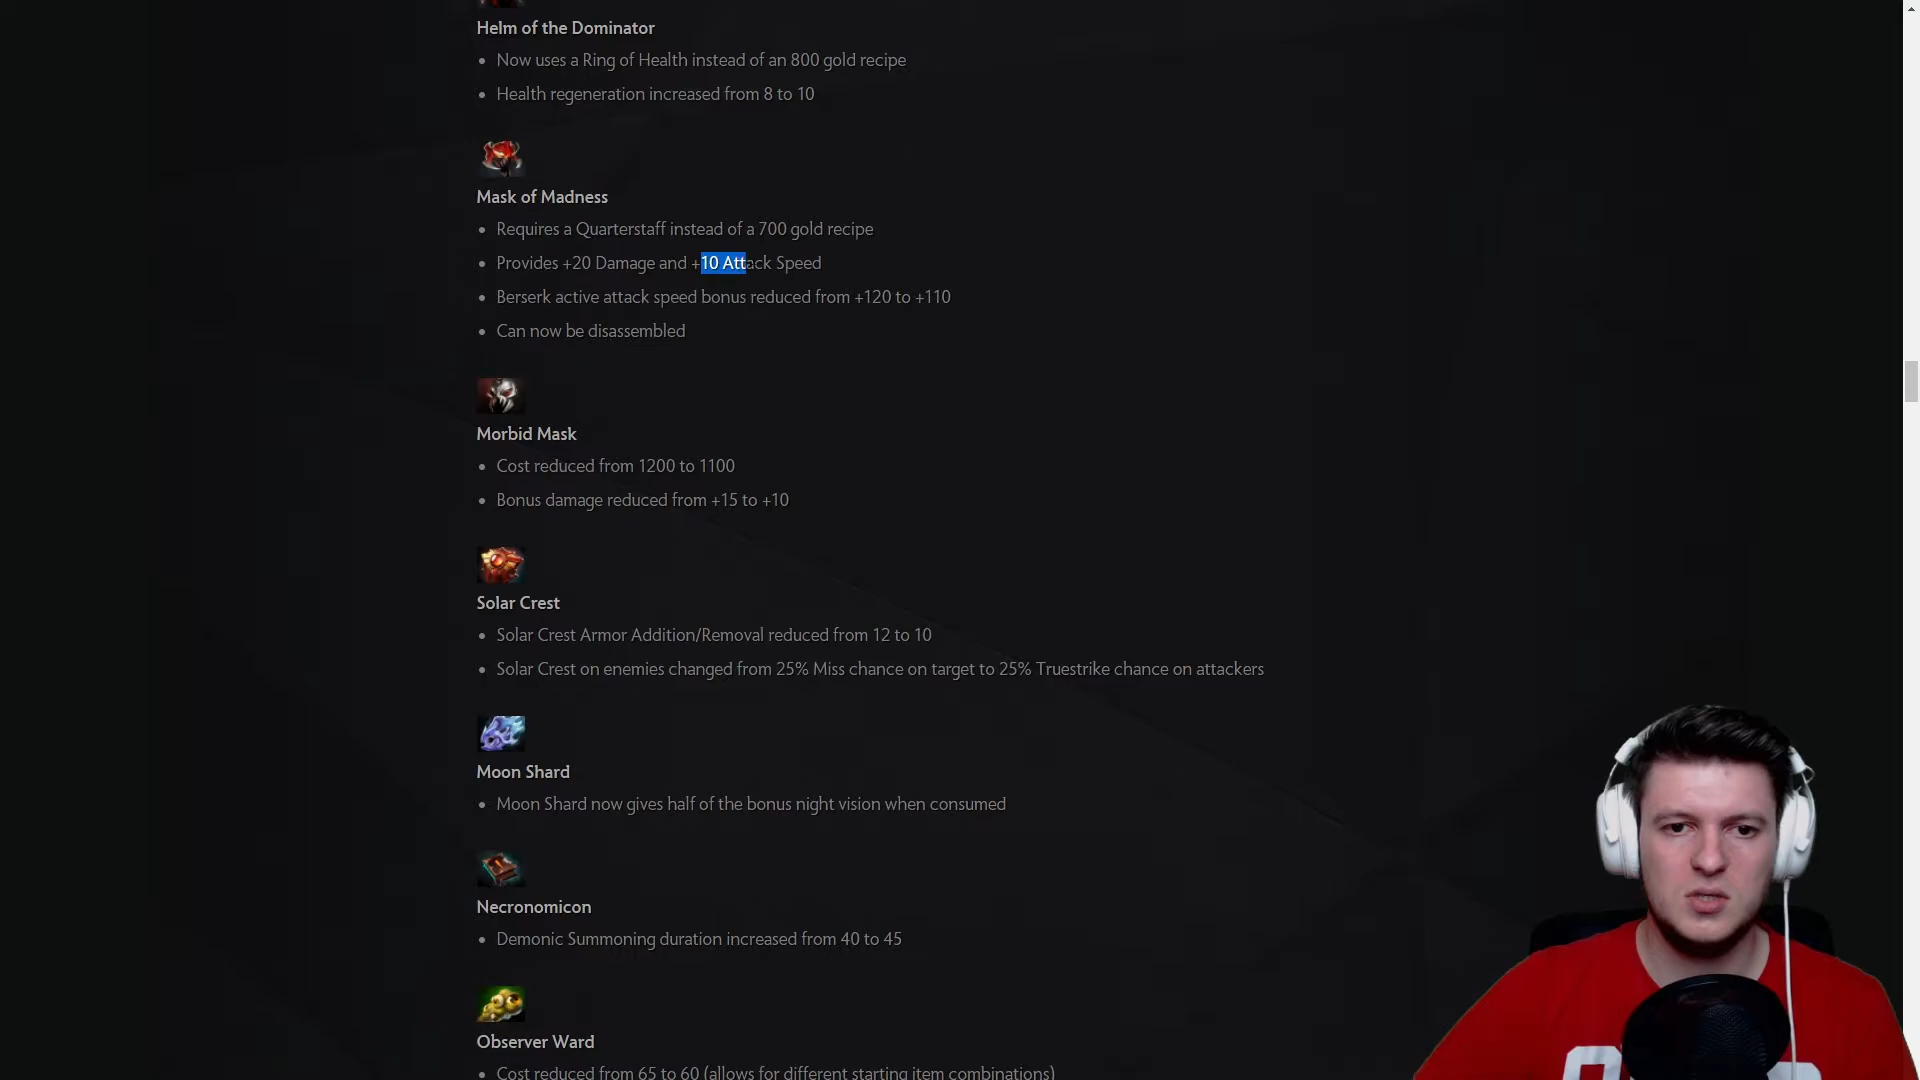 Helm of the Dominator
• Now uses a Ring of Health instead of an 800 gold recipe
• Health regeneration increased from 8 to 10
Mask of Madness
• Requires a Quarterstaff instead of a 700 gold recipe
• Provides +20 Damage and +10 Attack Speed
• Berserk active attack speed bonus reduced from +120 to +110
• Can now be disassembled
Morbid Mask
• Cost reduced from 1200 to 1100
• Bonus damage reduced from +15 to +10
Solar Crest
• Solar Crest Armor Addition/Removal reduced from 12 to 10
• Solar Crest on enemies changed from 25% Miss chance on target to 25% Truestrike chance on attackers
Moon Shard
• Moon Shard now gives half of the bonus night vision when consumed
Necronomicon
• Demonic Summoning duration increased from 40 to 45
Observer Ward
• Cost reduced from 65 to 60 (allows for different starting item combinations)